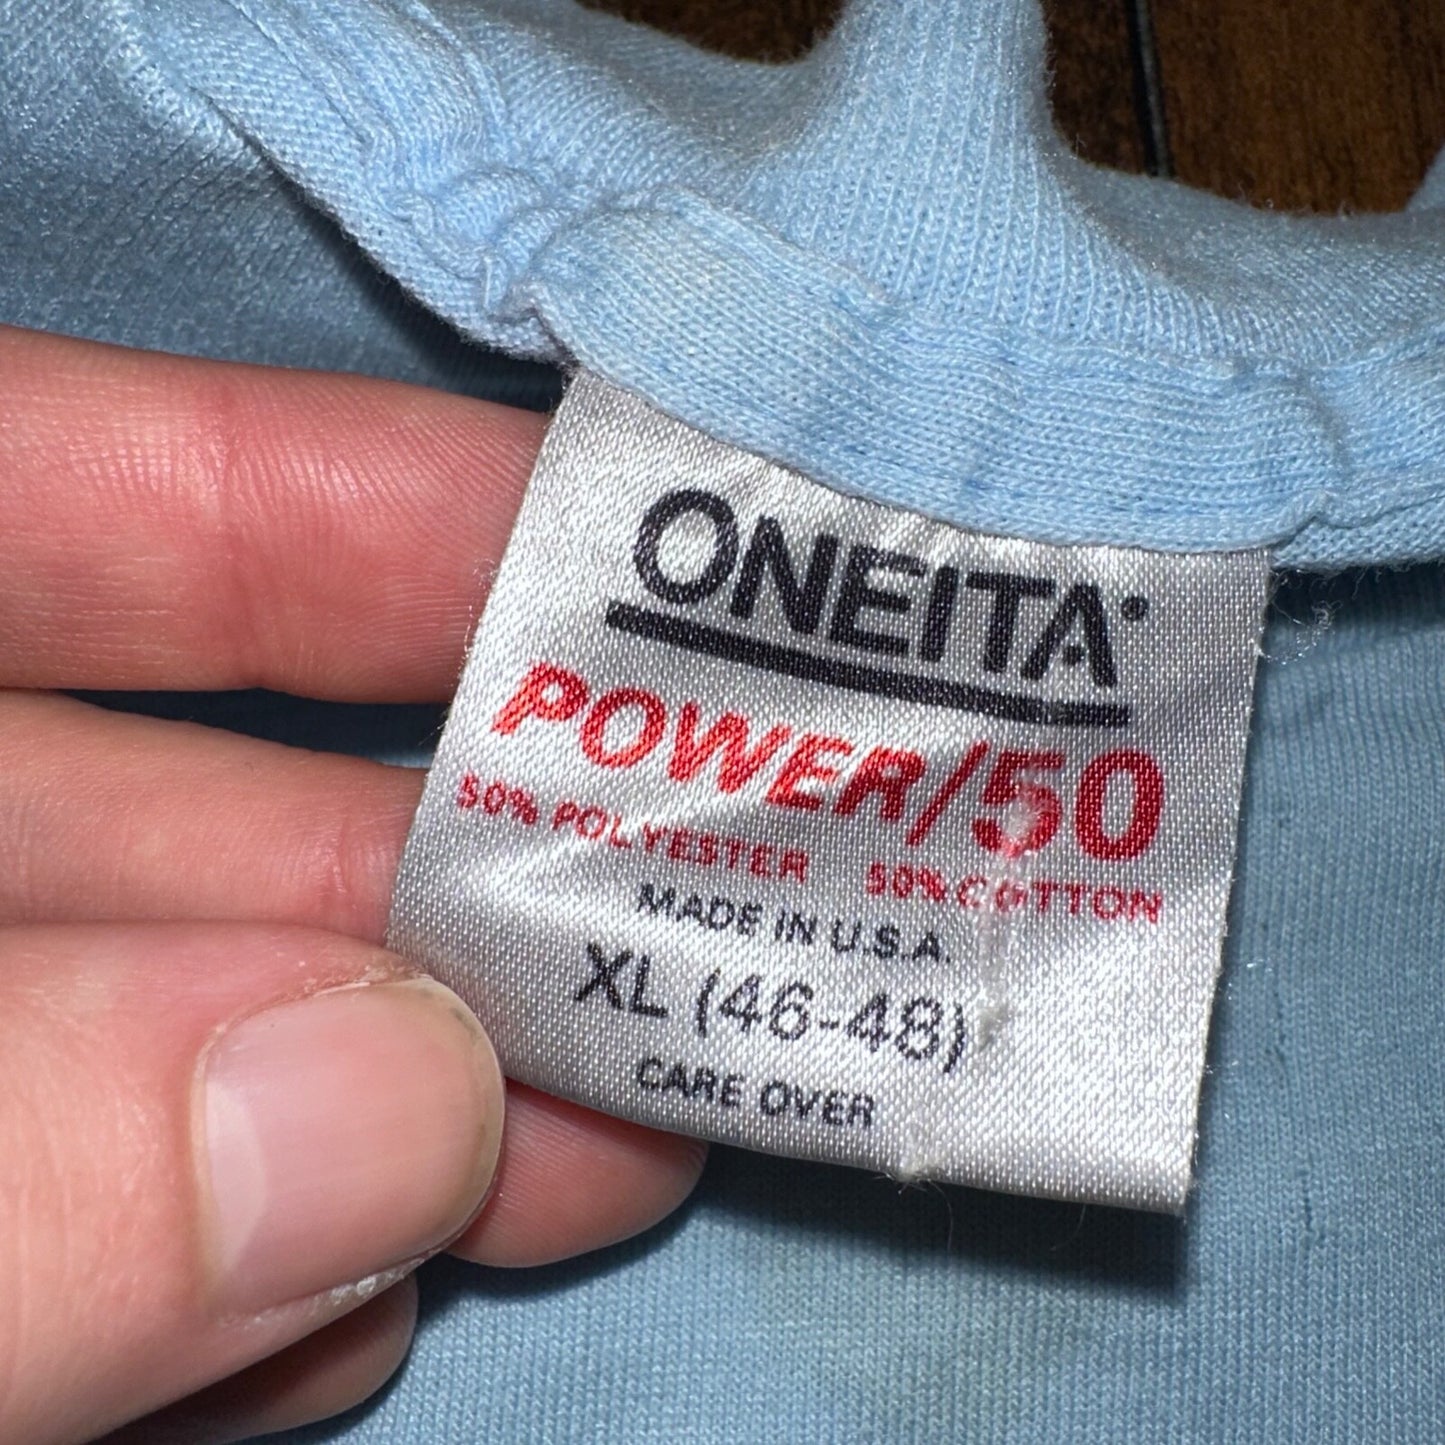 ONEITA®
POWER/50
50% POLYESTER 50% COTTON
MADE IN U.S.A.
XL (46-48)
CARE OVER